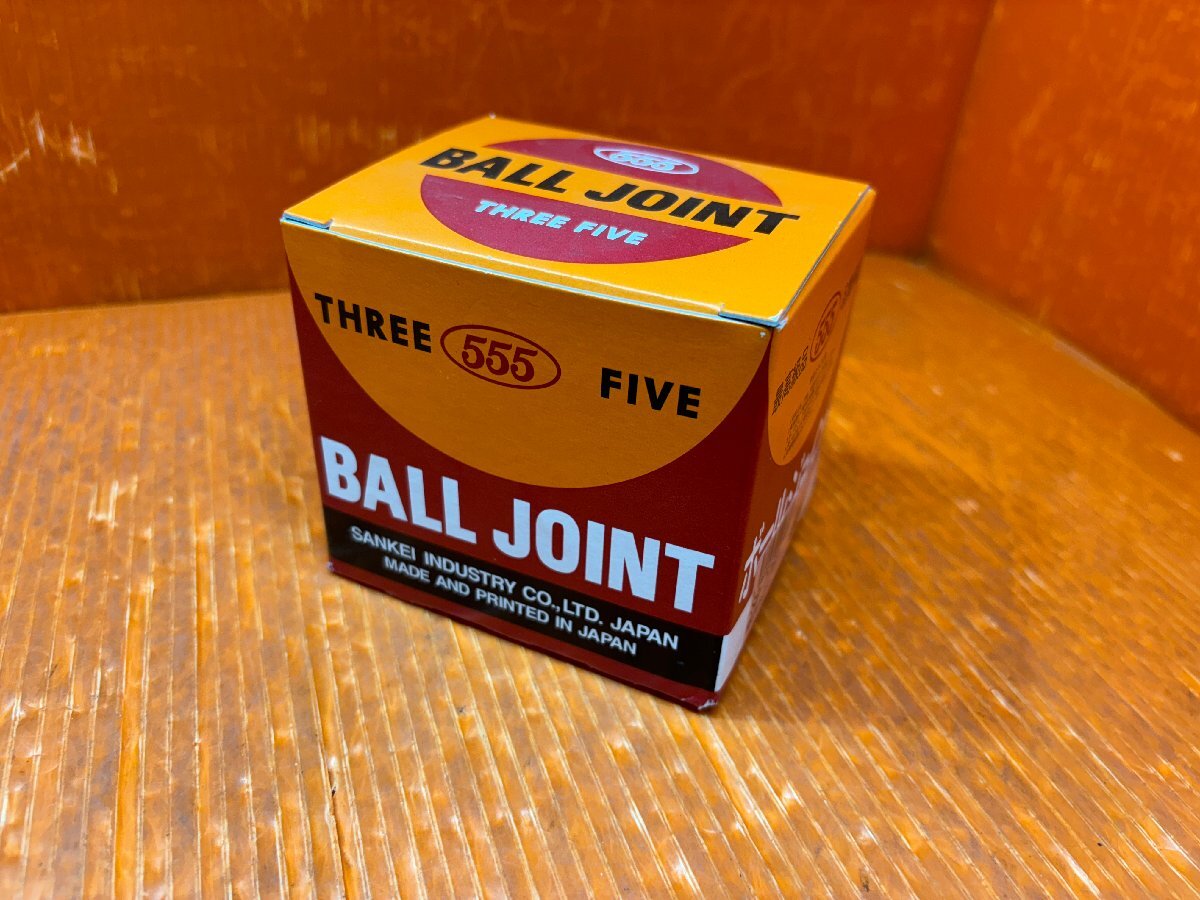 555
BALL JOINT
THREE FIVE
THREE 555 FIVE
BALL JOINT
SANKEI INDUSTRY CO.,LTD. JAPAN
MADE AND PRINTED IN JAPAN
555